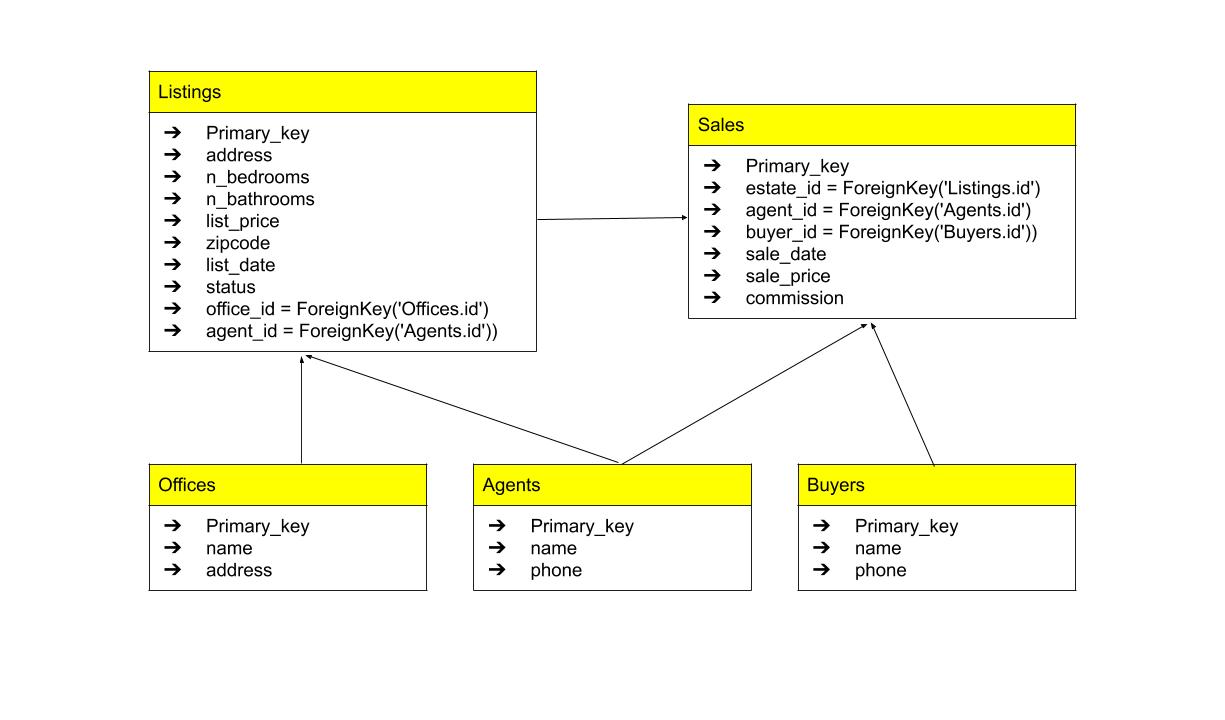 Listings
➔ Primary_key
➔ address
➔ n_bedrooms
➔ n_bathrooms
➔ list_price
➔ zipcode
➔ list_date
➔ status
➔ office_id = ForeignKey('Offices.id')
➔ agent_id = ForeignKey('Agents.id'))
Sales
➔ Primary_key
➔ estate_id = ForeignKey('Listings.id')
➔ agent_id = ForeignKey('Agents.id')
➔ buyer_id = ForeignKey('Buyers.id'))
➔ sale_date
➔ sale_price
➔ commission
Offices
➔ Primary_key
➔ name
➔ address
Agents
➔ Primary_key
➔ name
➔ phone
Buyers
➔ Primary_key
➔ name
➔ phone